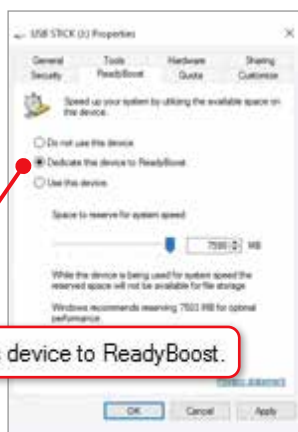 USB STICK (I:) Properties
General Tools Hardware Sharing
Security ReadyBoost Quota Customize
Speed up your system by utilizing the available space on
this device.
Do not use this device.
Dedicate this device to ReadyBoost.
Use this device.
Space to reserve for system speed:
MB
While the device is being used for system speed the
reserved space will not be available for file storage.
Windows recommends reserving MB for optimal
performance.
device to ReadyBoost.
OK Cancel Apply